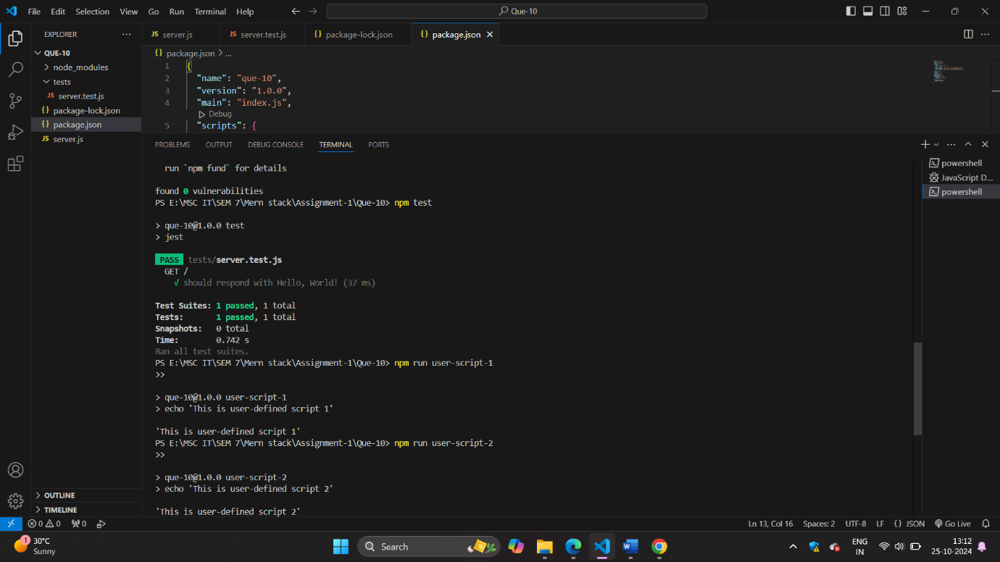 File Edit Selection View Go Run Terminal Help
Que-10
EXPLORER
QUE-10
node_modules
tests
JS server.test.js
{} package-lock.json
{} package.json
JS server.js
OUTLINE
TIMELINE
JS server.js JS server.test.js {} package-lock.json {} package.json
{} package.json > ...
1 {
2 "name": "que-10",
3 "version": "1.0.0",
4 "main": "index.js",
Debug
5 "scripts": {
PROBLEMS OUTPUT DEBUG CONSOLE TERMINAL PORTS
powershell
JavaScript D...
powershell
run `npm fund` for details
found 0 vulnerabilities
PS E:\MSC IT\SEM 7\Mern stack\Assignment-1\Que-10> npm test
> que-10@1.0.0 test
> jest
PASS tests/server.test.js
GET /
√ should respond with Hello, World! (37 ms)
Test Suites: 1 passed, 1 total
Tests: 1 passed, 1 total
Snapshots: 0 total
Time: 0.742 s
Ran all test suites.
PS E:\MSC IT\SEM 7\Mern stack\Assignment-1\Que-10> npm run user-script-1
>>
> que-10@1.0.0 user-script-1
> echo 'This is user-defined script 1'
'This is user-defined script 1'
PS E:\MSC IT\SEM 7\Mern stack\Assignment-1\Que-10> npm run user-script-2
>>
> que-10@1.0.0 user-script-2
> echo 'This is user-defined script 2'
'This is user-defined script 2'
0 0 0 Ln 13, Col 16 Spaces: 2 UTF-8 LF {} JSON Go Live
1 30°C
Sunny
Search
ENG
IN
13:12
25-10-2024